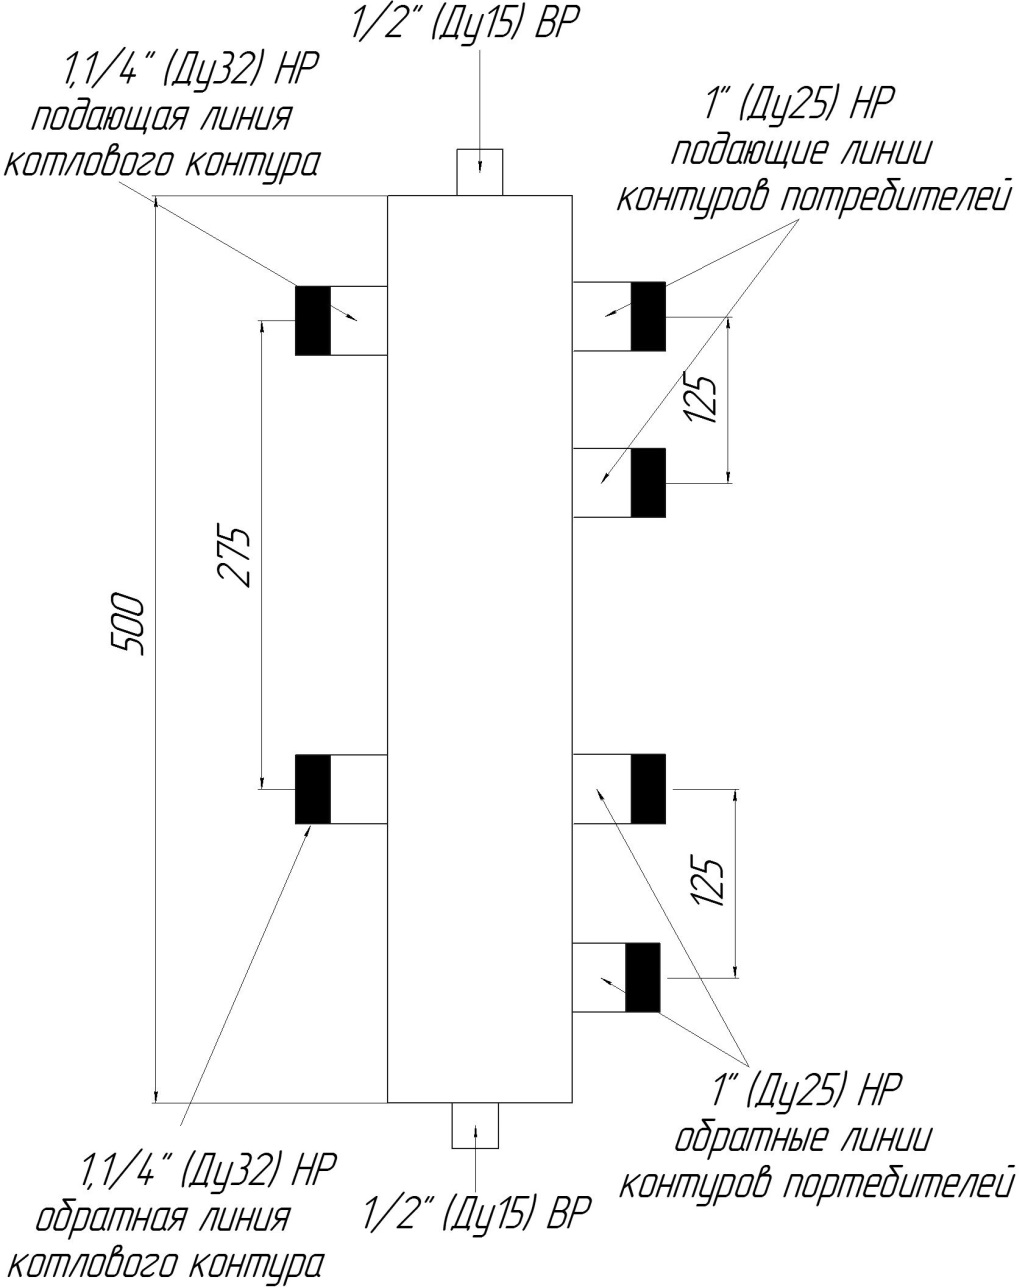 1/2" (Ду15) ВР
1,1/4" (Ду32) НР
подающая линия
котлового контура
1" (Ду25) НР
подающие линии
контуров потребителей
125
275
500
125
1" (Ду25) НР
обратные линии
контуров портебителей
1,1/4" (Ду32) НР
обратная линия
котлового контура
1/2" (Ду15) ВР